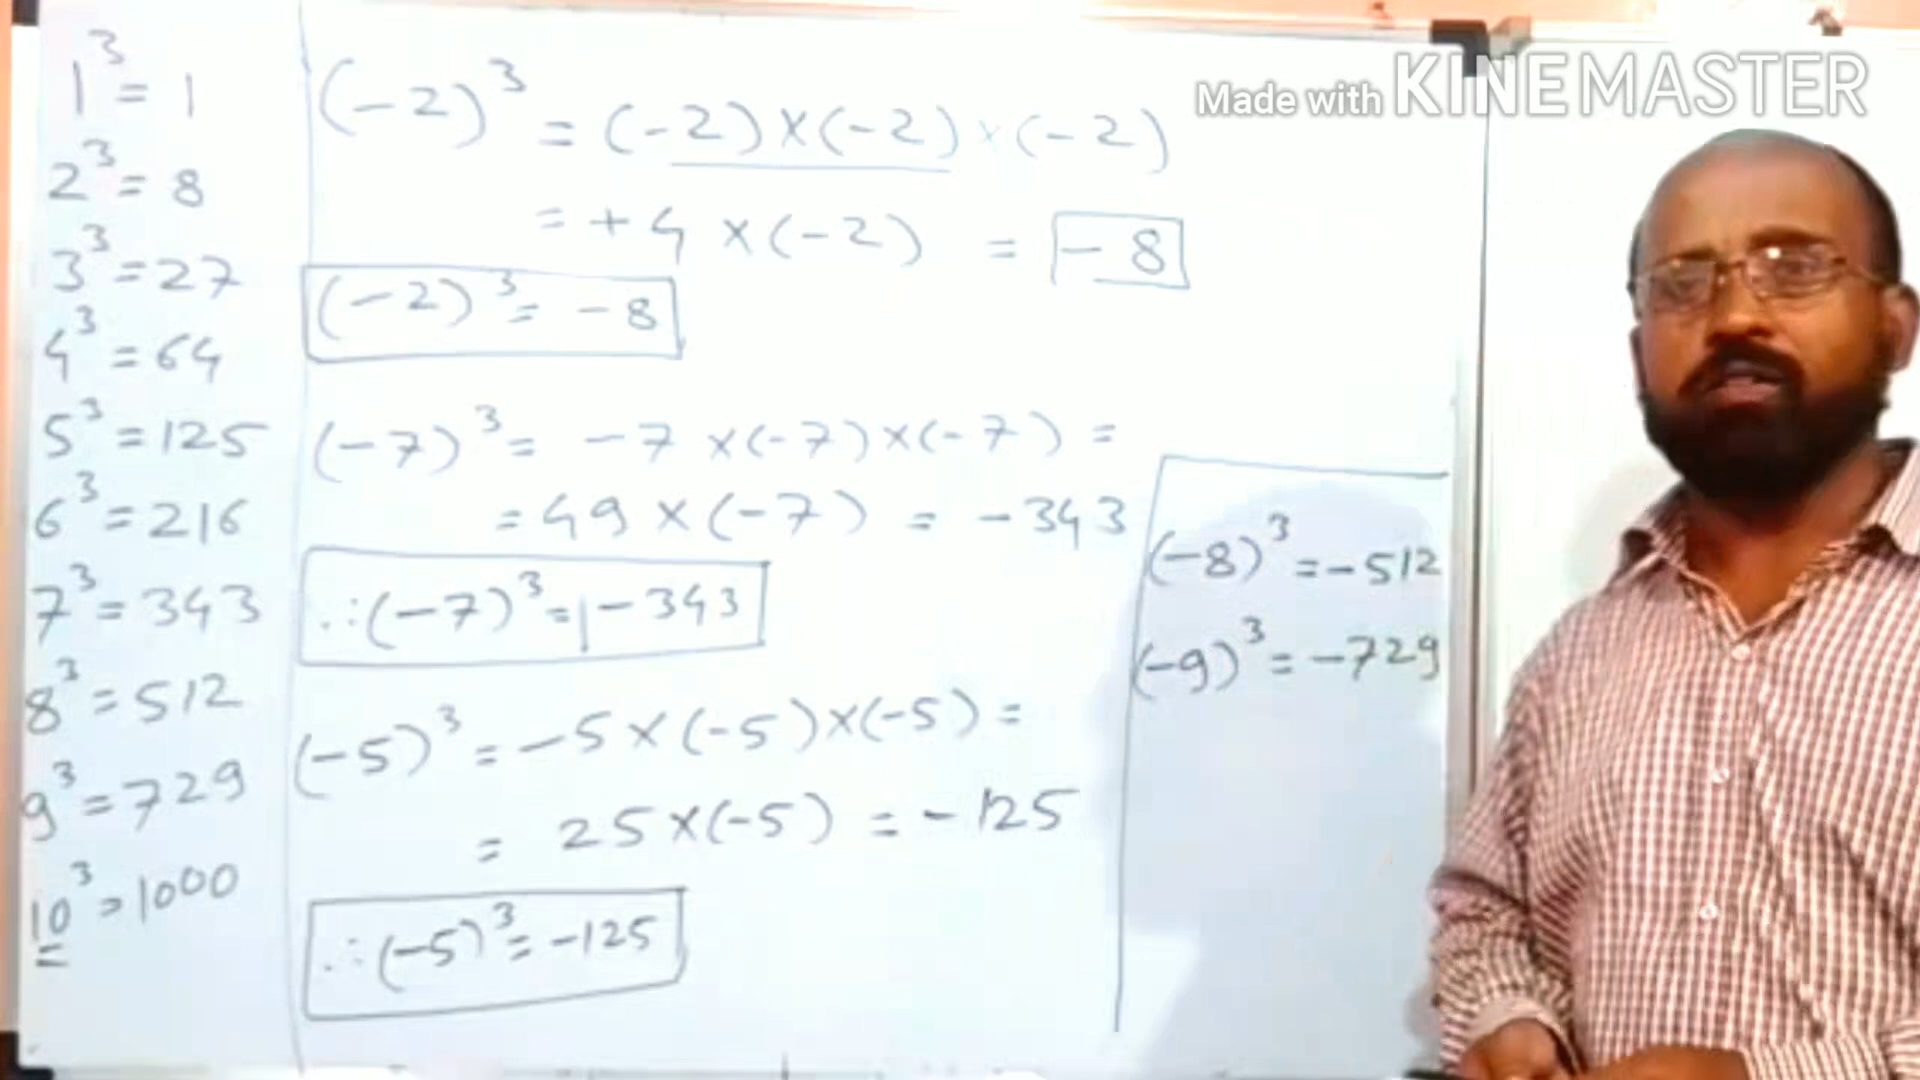 1³ = 1
2³ = 8
3³ = 27
4³ = 64
5³ = 125
6³ = 216
7³ = 343
8³ = 512
9³ = 729
10³ = 1000
(-2)³ = (-2) × (-2) × (-2)
= +4 × (-2) = -8
(-2)³ = -8
(-7)³ = -7 × (-7) × (-7) =
= 49 × (-7) = -343
∴ (-7)³ = -343
(-5)³ = -5 × (-5) × (-5) =
= 25 × (-5) = -125
∴ (-5)³ = -125
(-8)³ = -512
(-9)³ = -729
Made with KINEMASTER